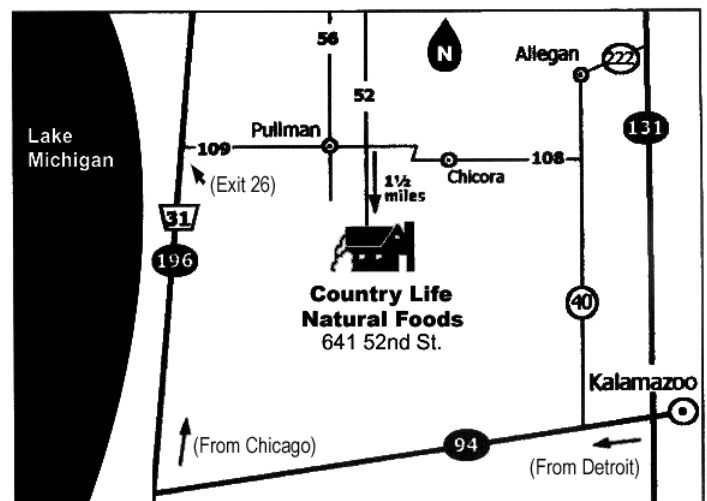 56
N
Allegan
222
52
131
Lake
Michigan
Pullman
109
108
Chicora
(Exit 26)
1½
miles
31
196
Country Life
Natural Foods
641 52nd St.
40
Kalamazoo
(From Chicago)
94
(From Detroit)